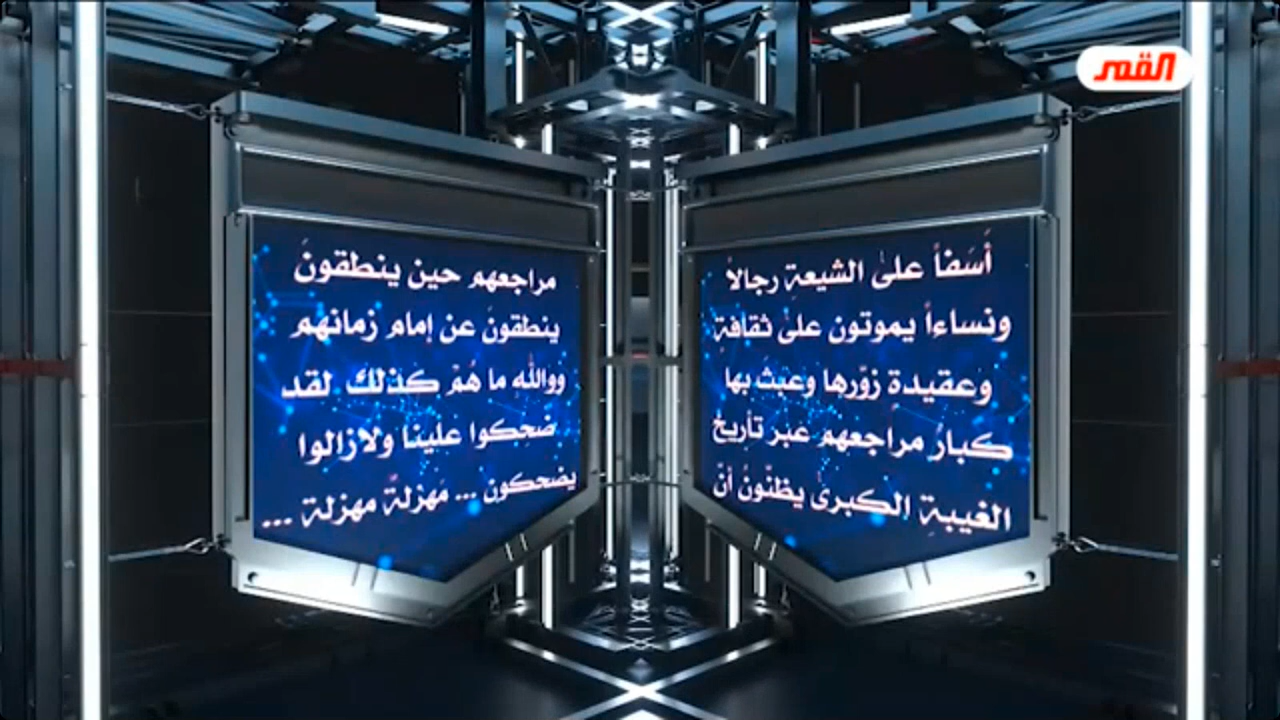 القمر
أَسَفاً علىٰ الشيعةِ رجالاً
ونساءاً يموتون علىٰ ثقافةٍ
وعقيدةٍ زوّرها وعبثَ بها
كبارُ مراجعهم عبر تأريخ
الغيبةِ الكبرىٰ يظنّونَ أنّ
مراجعهم حين ينطقونَ
ينطقونَ عن إمام زمانهم
وواللهِ ما هُمْ كذلك لقد
ضحكوا علينا ولازالوا
يضحكون ... مهزلةٌ مهزلة ...